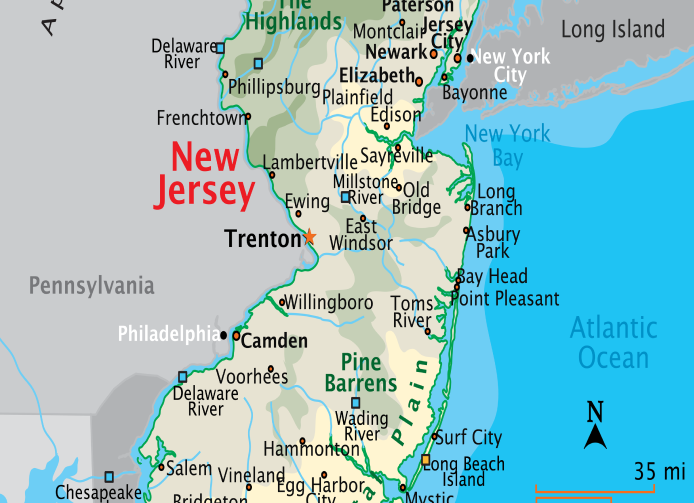 The
Highlands
Paterson
Montclair
Jersey
City
Long Island
Delaware
River
Newark
New York
City
Elizabeth
Phillipsburg
Plainfield
Bayonne
Frenchtown
Edison
New York
Bay
New
Jersey
Lambertville
Sayreville
Millstone
River
Old
Bridge
Long
Branch
Ewing
East
Windsor
Asbury
Park
Trenton
Pennsylvania
Bay Head
Point Pleasant
Willingboro
Toms
River
Philadelphia
Camden
Atlantic
Ocean
Voorhees
Pine
Barrens
Delaware
River
Wading
River
Plain
N
Surf City
Hammonton
Salem
Vineland
Egg Harbor
City
Long Beach
Island
35 mi
Chesapeake
Bridgeton
Mystic